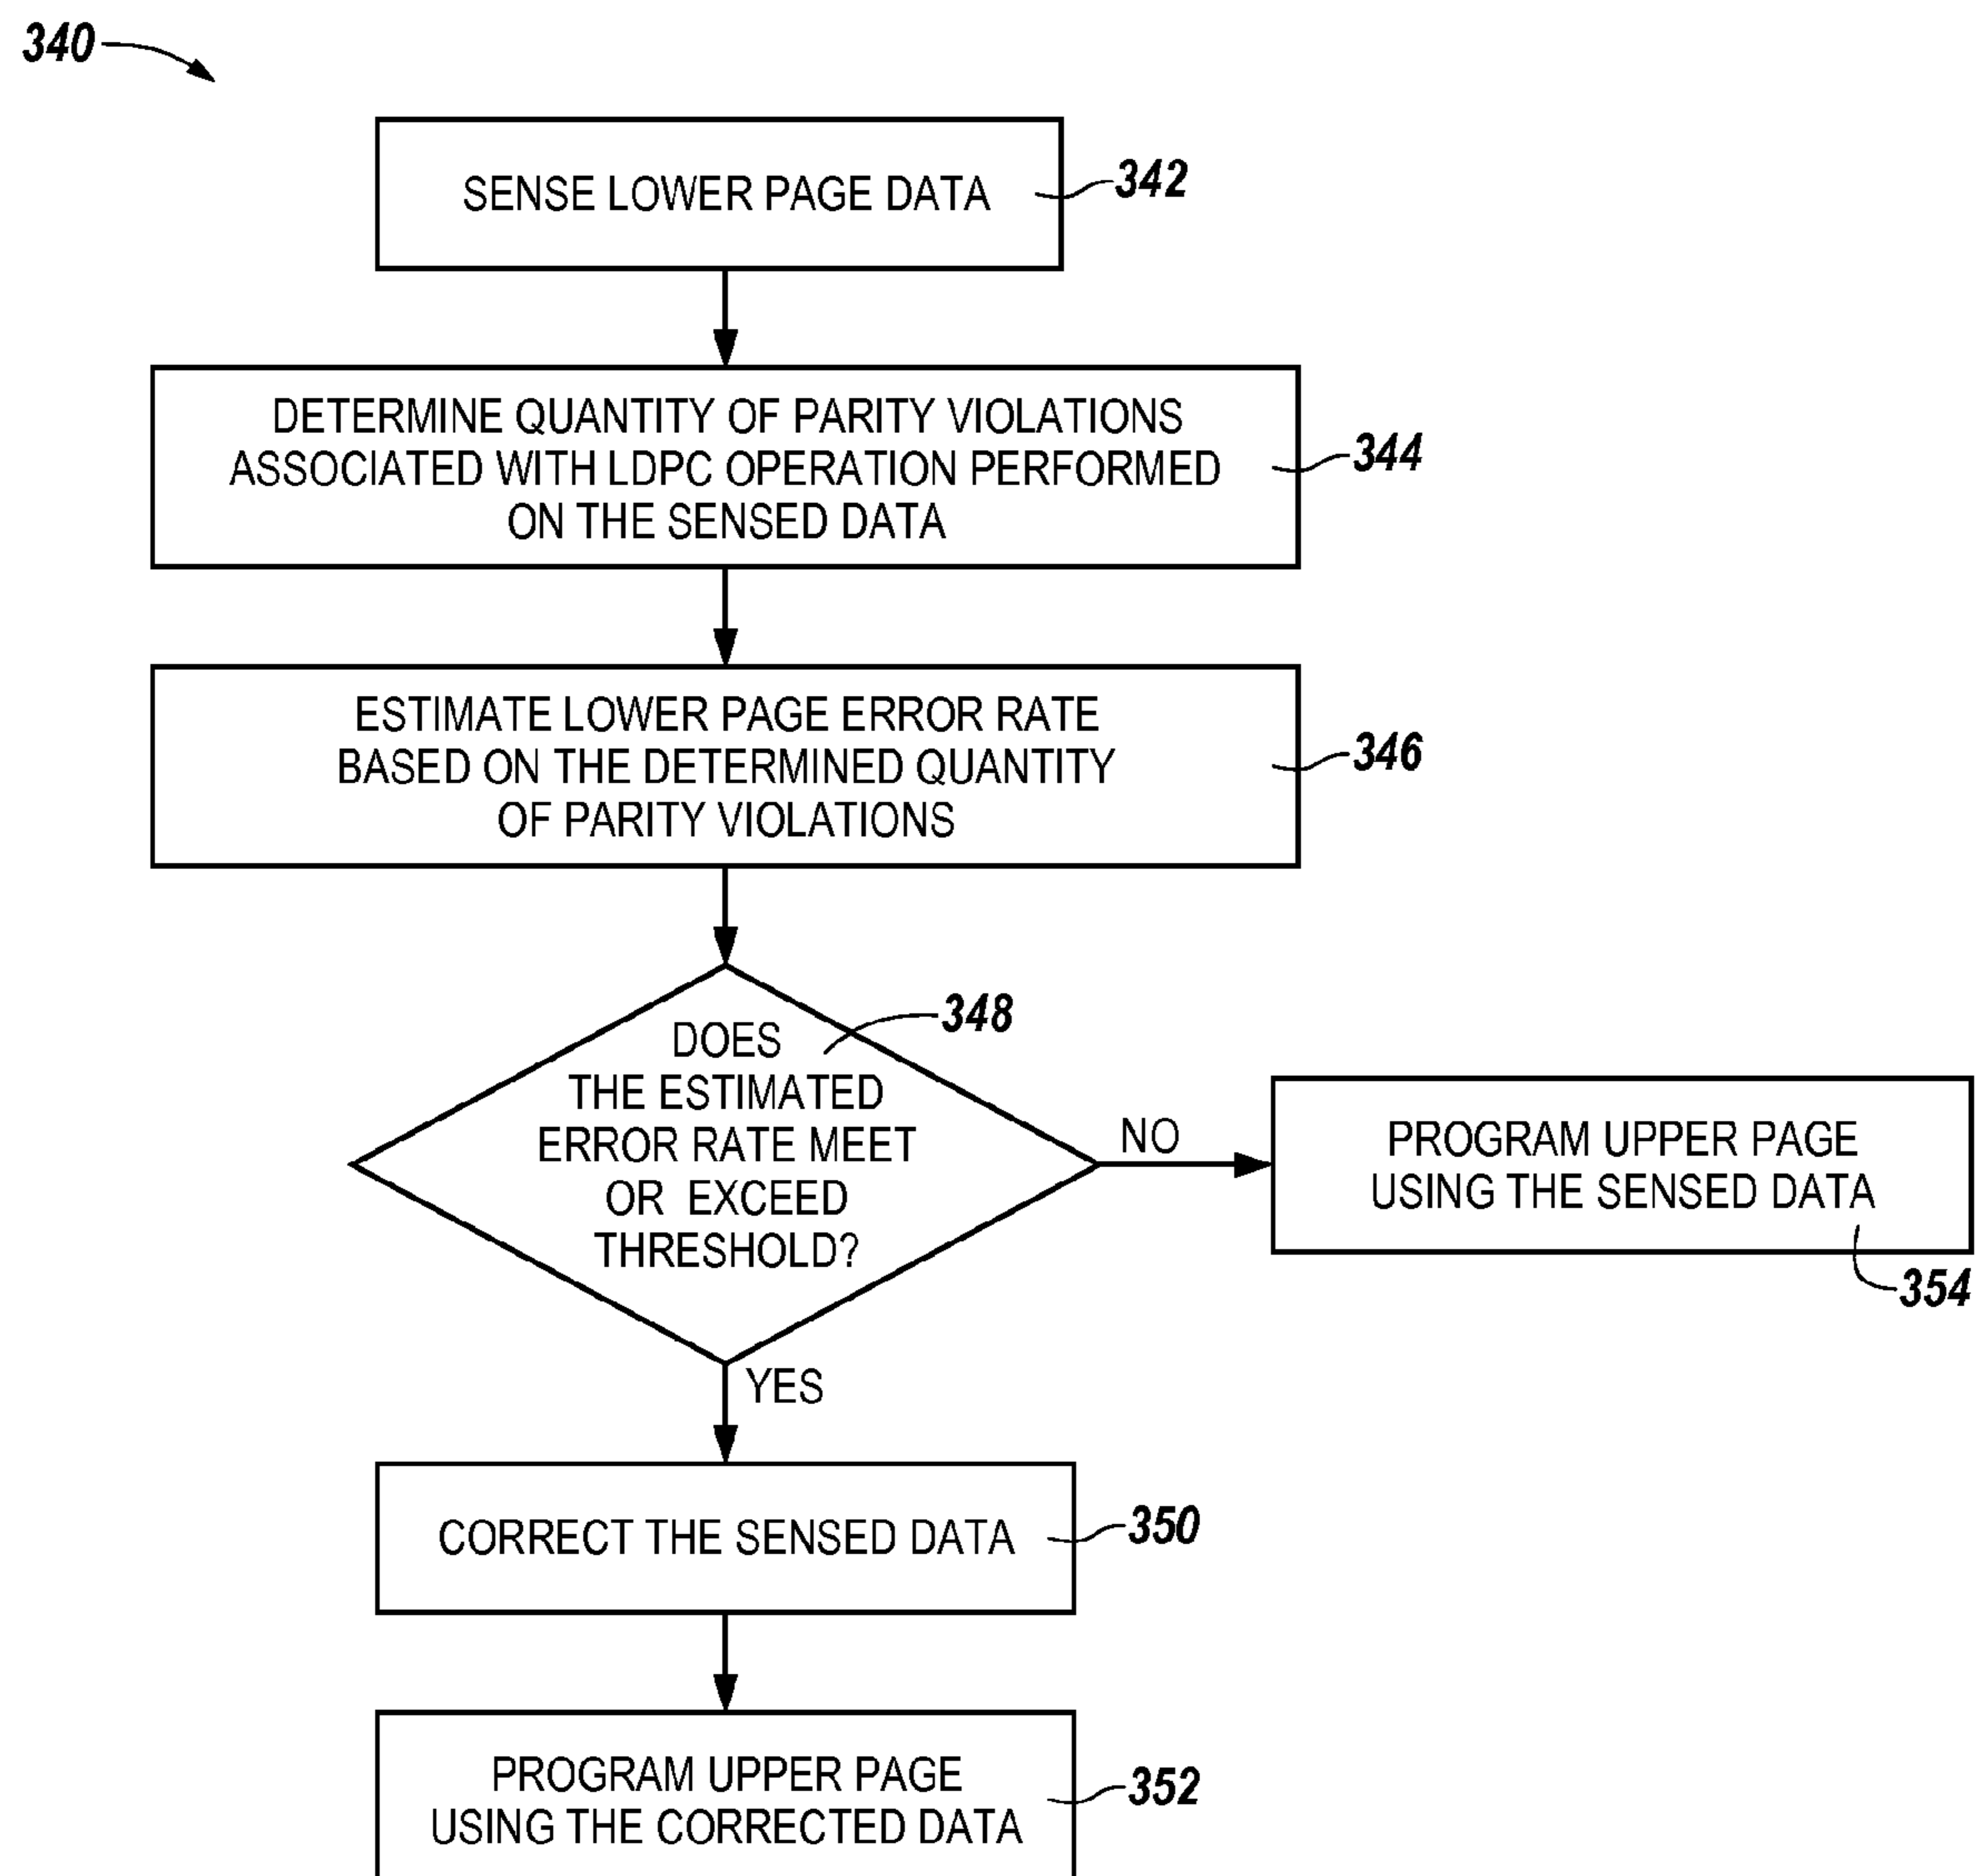 340
SENSE LOWER PAGE DATA
342
DETERMINE QUANTITY OF PARITY VIOLATIONS
ASSOCIATED WITH LDPC OPERATION PERFORMED
ON THE SENSED DATA
344
ESTIMATE LOWER PAGE ERROR RATE
BASED ON THE DETERMINED QUANTITY
OF PARITY VIOLATIONS
346
348
DOES
THE ESTIMATED
ERROR RATE MEET
OR EXCEED
THRESHOLD?
NO
PROGRAM UPPER PAGE
USING THE SENSED DATA
354
YES
CORRECT THE SENSED DATA
350
PROGRAM UPPER PAGE
USING THE CORRECTED DATA
352